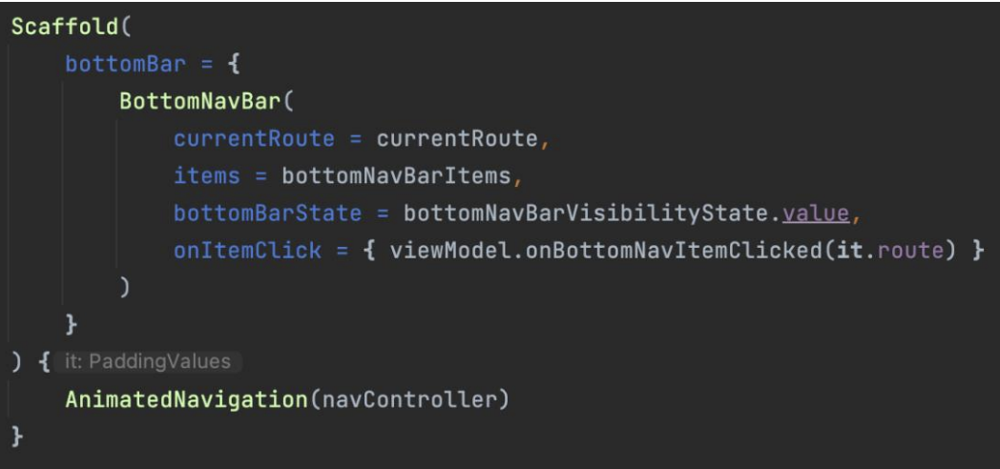 Scaffold(
    bottomBar = {
        BottomNavBar(
            currentRoute = currentRoute,
            items = bottomNavBarItems,
            bottomBarState = bottomNavBarVisibilityState.value,
            onItemClick = { viewModel.onBottomNavItemClicked(it.route) }
        )
    }
) { it: PaddingValues
    AnimatedNavigation(navController)
}